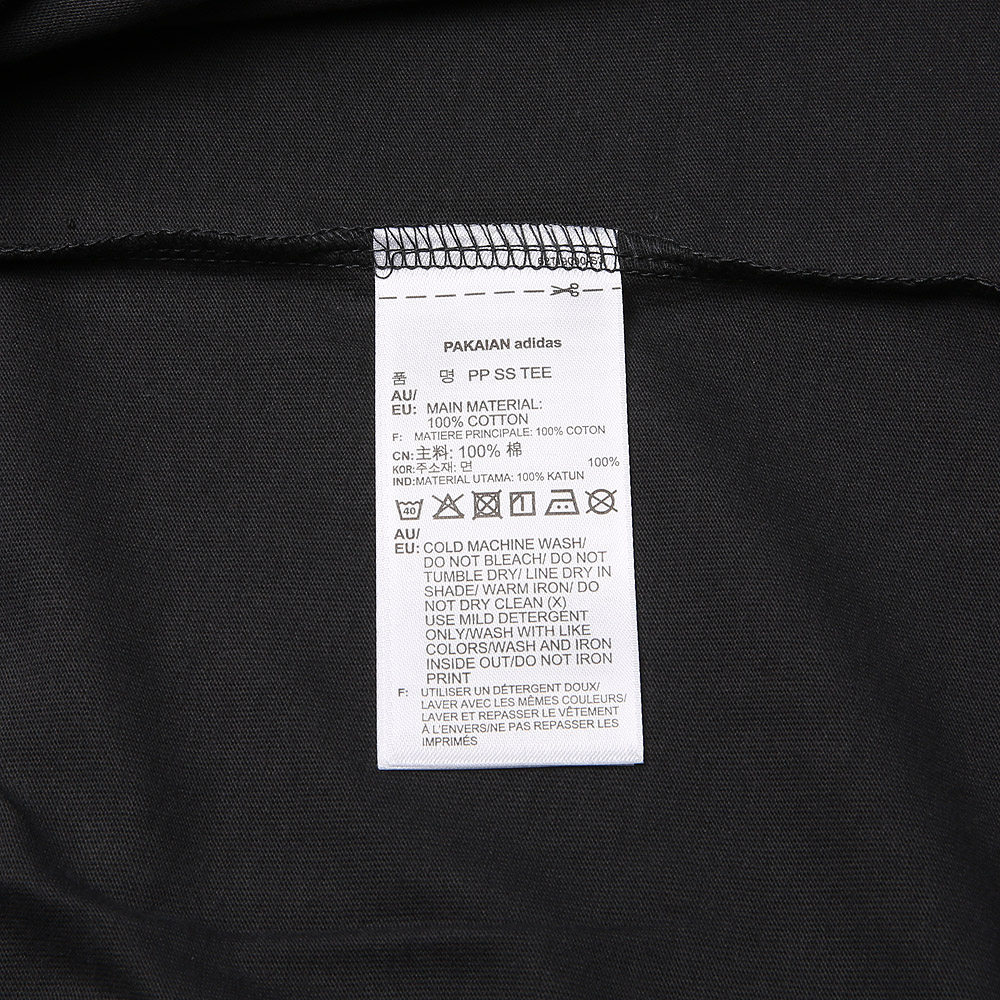 PAKAIAN adidas
품 명 PP SS TEE
AU/
EU: MAIN MATERIAL:
100% COTTON
F: MATIERE PRINCIPALE: 100% COTON
CN:主料: 100% 棉
KOR:주소재: 면 100%
IND:MATERIAL UTAMA: 100% KATUN
40
AU/
EU: COLD MACHINE WASH/
DO NOT BLEACH/ DO NOT
TUMBLE DRY/ LINE DRY IN
SHADE/ WARM IRON/ DO
NOT DRY CLEAN (X)
USE MILD DETERGENT
ONLY/WASH WITH LIKE
COLORS/WASH AND IRON
INSIDE OUT/DO NOT IRON
PRINT
F: UTILISER UN DÉTERGENT DOUX/
LAVER AVEC LES MÊMES COULEURS/
LAVER ET REPASSER LE VÊTEMENT
À L'ENVERS/NE PAS REPASSER LES
IMPRIMÉS